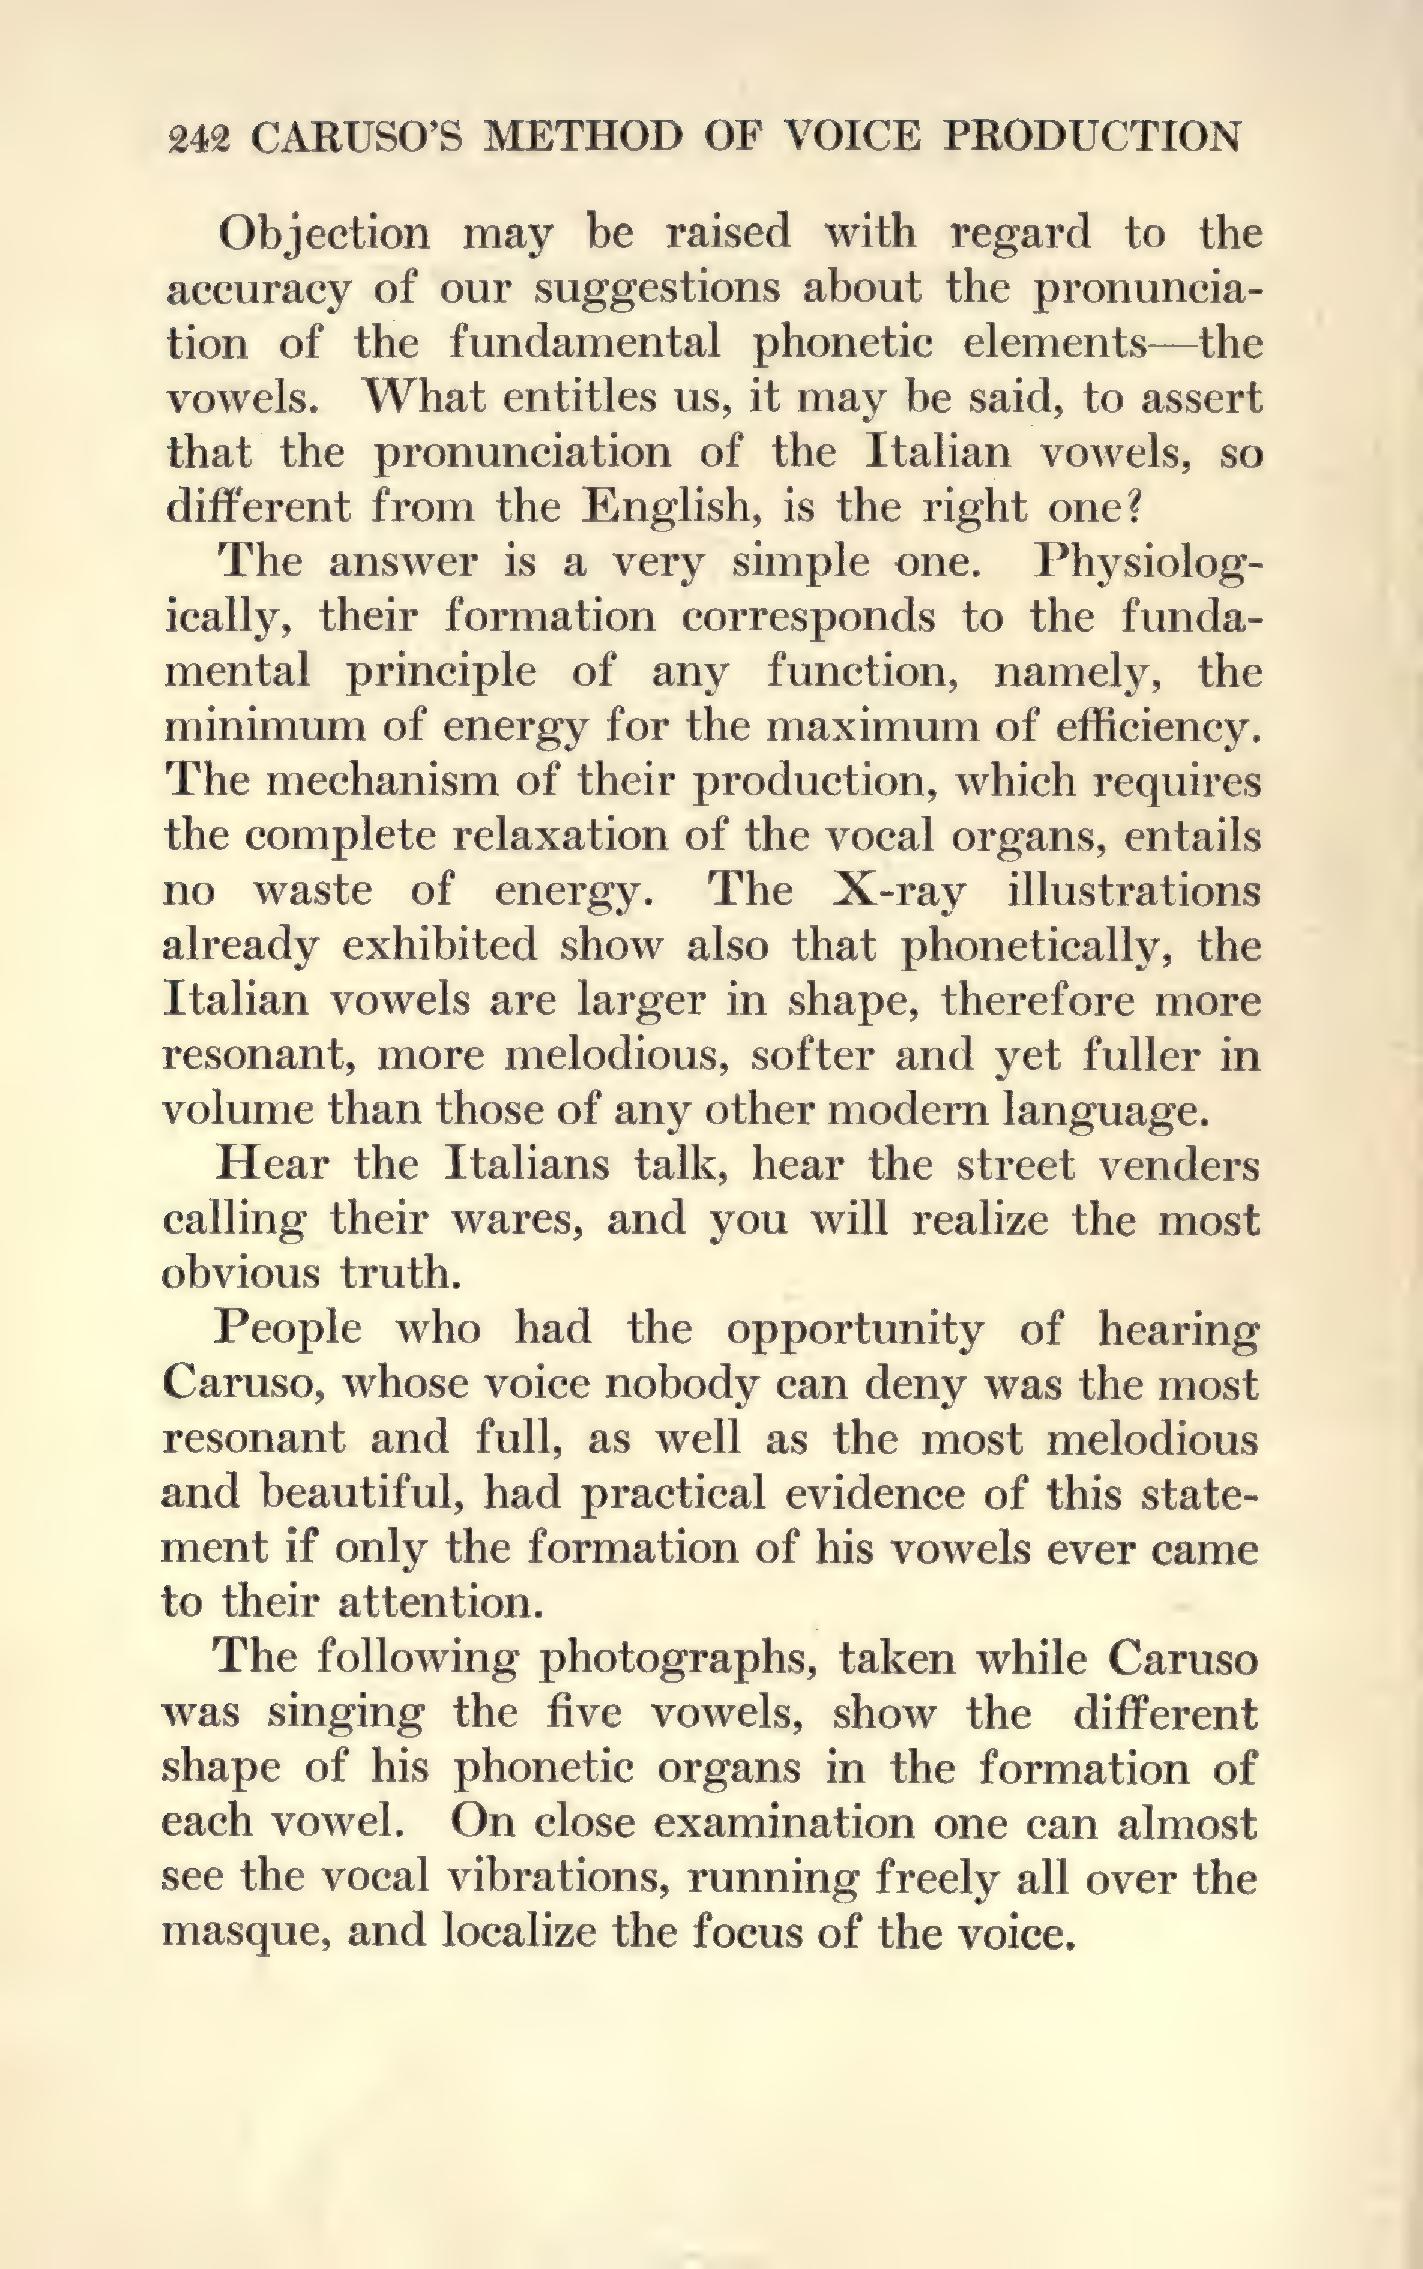 242 CARUSO'S METHOD OF VOICE PRODUCTION
Objection may be raised with regard to the
accuracy of our suggestions about the pronuncia-
tion of the fundamental phonetic elements—the
vowels. What entitles us, it may be said, to assert
that the pronunciation of the Italian vowels, so
different from the English, is the right one?
The answer is a very simple one. Physiolog-
ically, their formation corresponds to the funda-
mental principle of any function, namely, the
minimum of energy for the maximum of efficiency.
The mechanism of their production, which requires
the complete relaxation of the vocal organs, entails
no waste of energy. The X-ray illustrations
already exhibited show also that phonetically, the
Italian vowels are larger in shape, therefore more
resonant, more melodious, softer and yet fuller in
volume than those of any other modern language.
Hear the Italians talk, hear the street venders
calling their wares, and you will realize the most
obvious truth.
People who had the opportunity of hearing
Caruso, whose voice nobody can deny was the most
resonant and full, as well as the most melodious
and beautiful, had practical evidence of this state-
ment if only the formation of his vowels ever came
to their attention.
The following photographs, taken while Caruso
was singing the five vowels, show the different
shape of his phonetic organs in the formation of
each vowel. On close examination one can almost
see the vocal vibrations, running freely all over the
masque, and localize the focus of the voice.